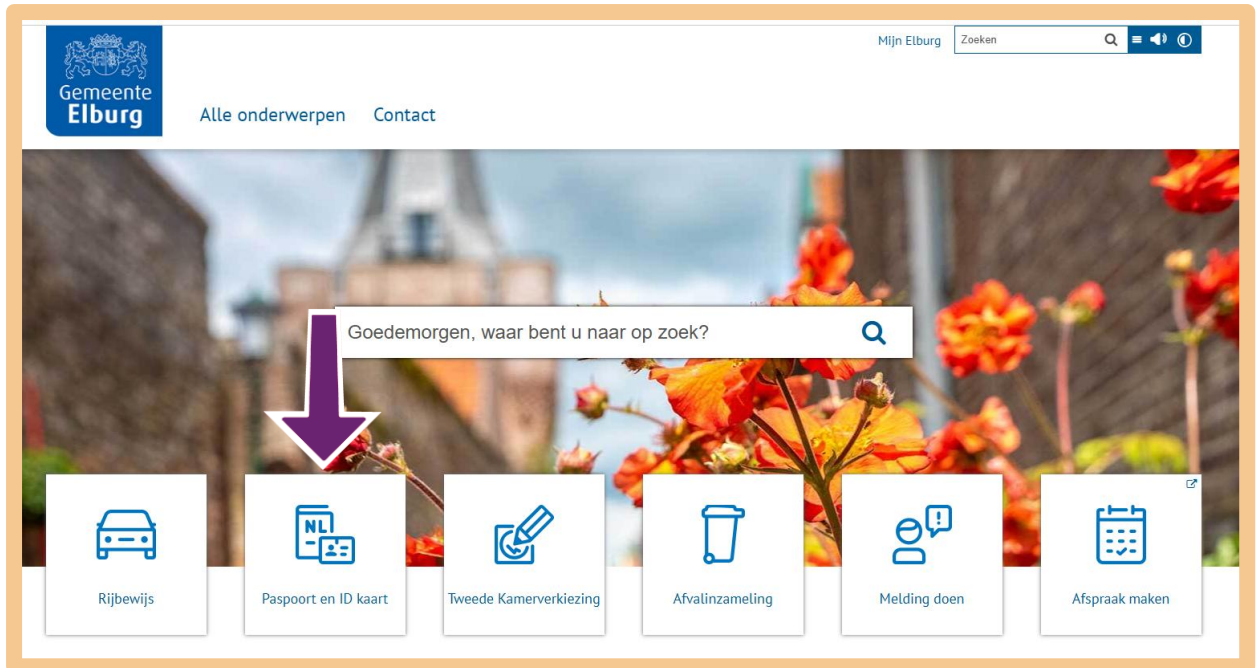 Mijn Elburg
Zoeken
Gemeente
Elburg
Alle onderwerpen
Contact
Goedemorgen, waar bent u naar op zoek?
NL
Rijbewijs
Paspoort en ID kaart
Tweede Kamerverkiezing
Afvalinzameling
Melding doen
Afspraak maken